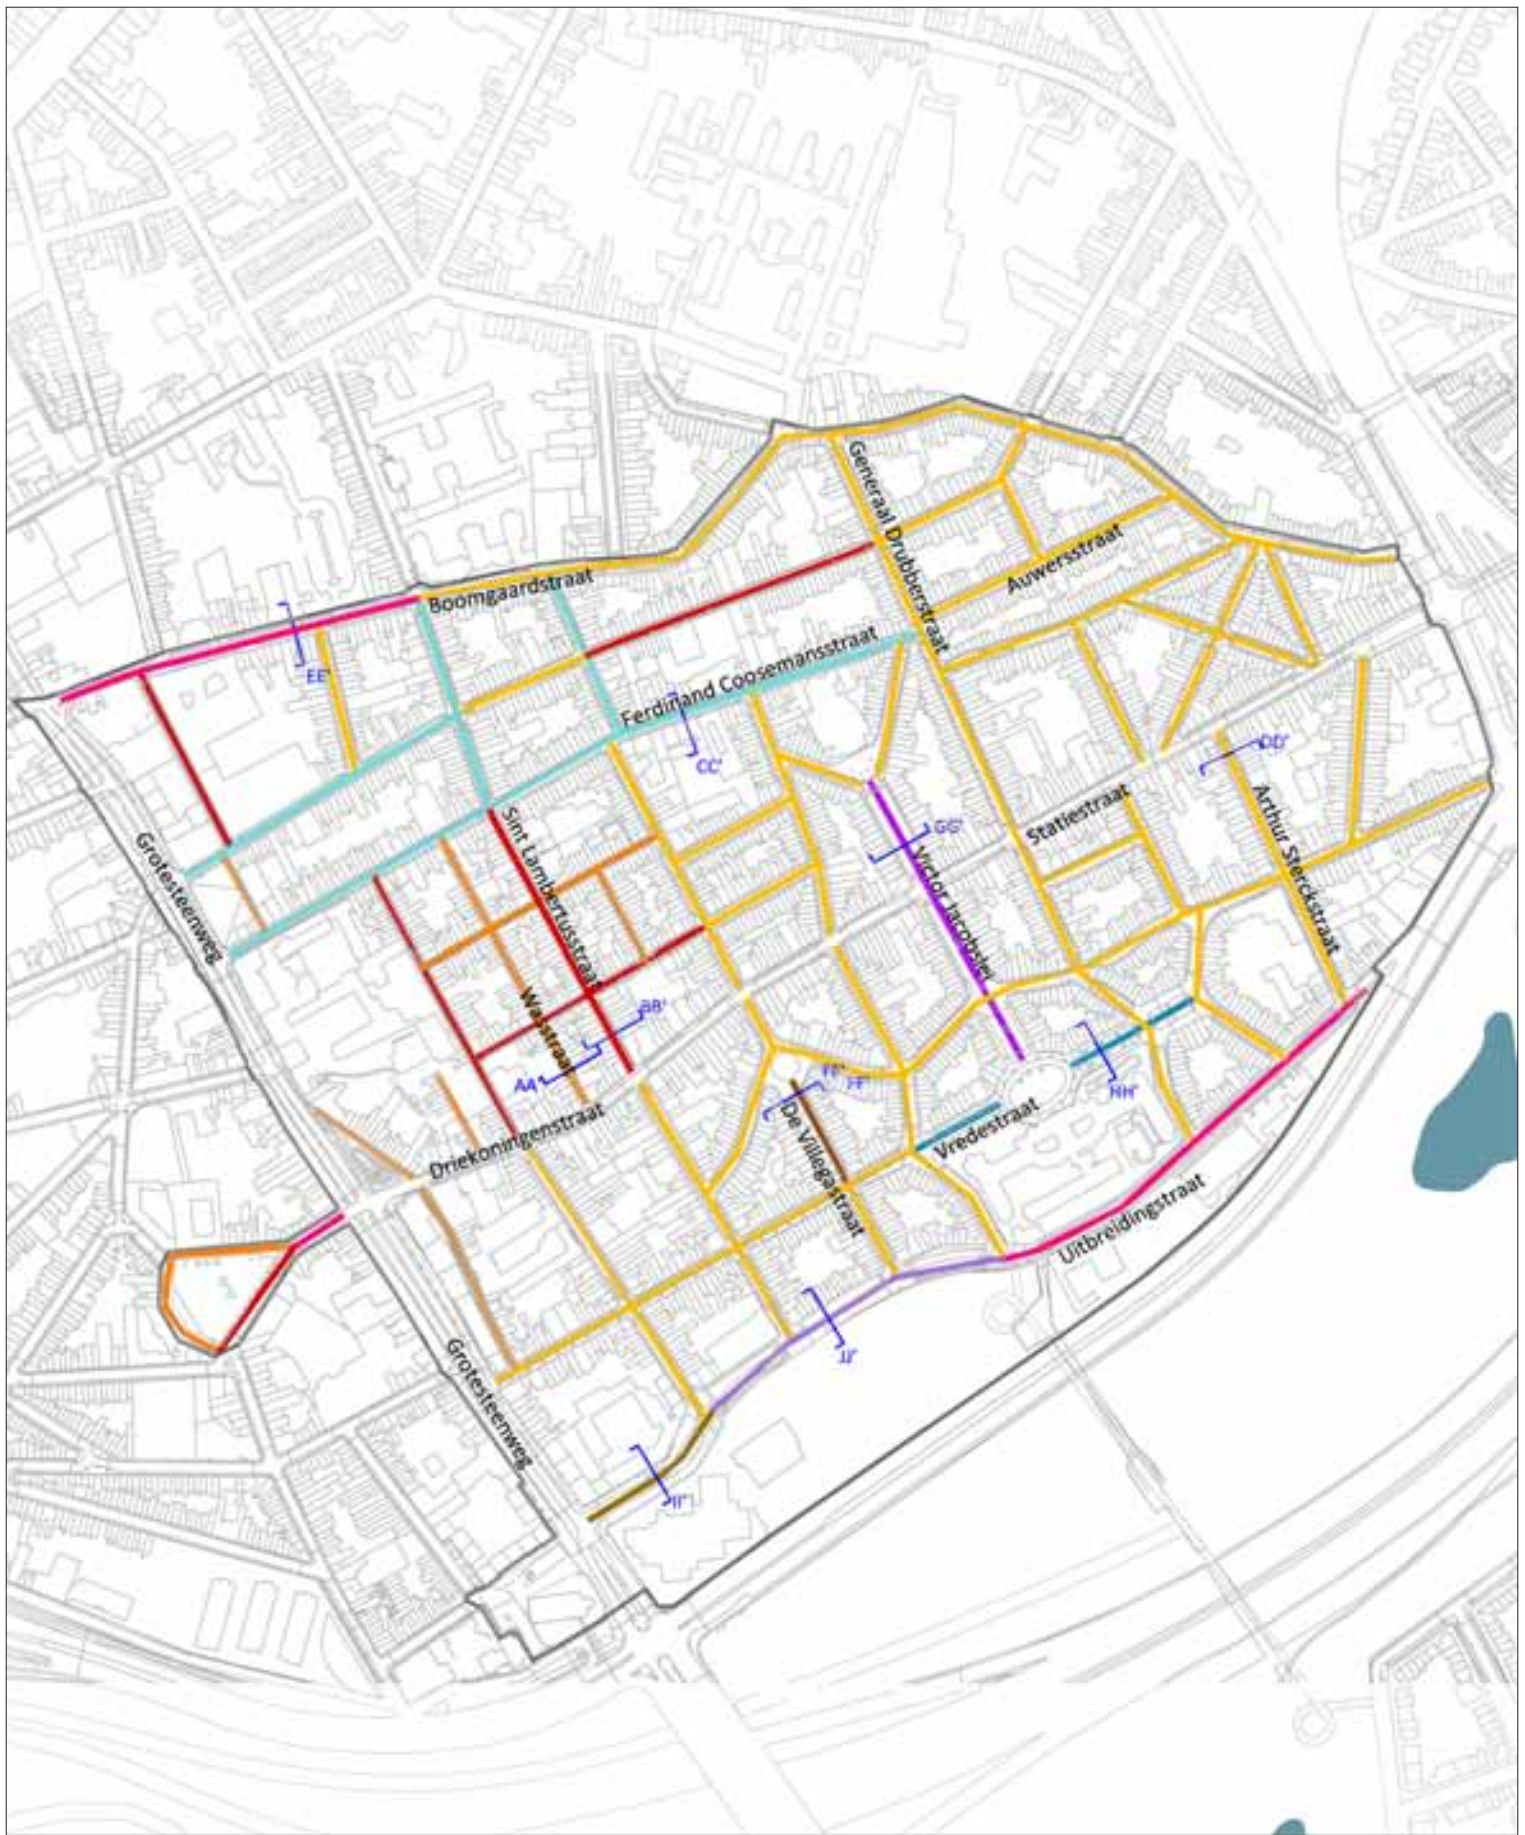 Generaal Drubberstraat
Auwersstraat
Boomgaardstraat
EE'
Ferdinand Coosemansstraat
CC'
DD'
Statiestraat
Arthur Sterckstraat
Sint Lambertusstraat
GG'
Victor Jacobslei
Grotesteenweg
Wasstraat
BB'
AA'
FF'
HH'
De Villegastraat
Vredestraat
Driekoningenstraat
Uitbreidingstraat
JJ'
Grotesteenweg
II'